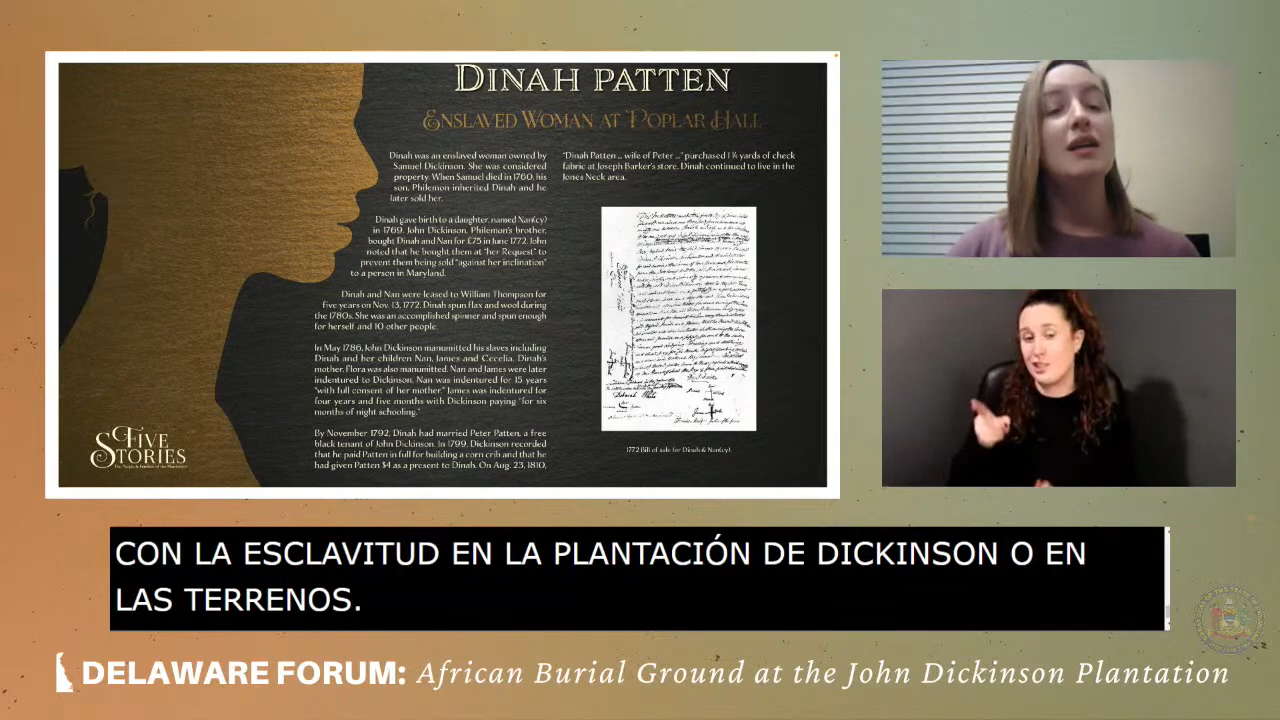 DINAH PATTEN
ENSLAVED WOMAN AT POPLAR HALL
Dinah was an enslaved woman owned by
Samuel Dickinson. She was considered
property. When Samuel died in 1760, his
son, Philemon inherited Dinah and he
later sold her.
Dinah gave birth to a daughter, named Nan(cy)
in 1769. John Dickinson, Philemon's brother,
bought Dinah and Nan for £75 in June 1772. John
noted that he bought them at "her Request" to
prevent them being sold "against her inclination"
to a person in Maryland.
Dinah and Nan were leased to William Thompson for
five years on Nov. 13, 1772. Dinah spun flax and wool during
the 1780s. She was an accomplished spinner and spun enough
for herself and 10 other people.
In May 1786, John Dickinson manumitted his slaves including
Dinah and her children Nan, James and Cecelia. Dinah's
mother, Flora was also manumitted. Nan and James were later
indentured to Dickinson. Nan was indentured for 15 years
"with full consent of her mother." James was indentured for
four years and five months with Dickinson paying "for six
months of night schooling."
By November 1792, Dinah had married Peter Patten, a free
black tenant of John Dickinson. In 1799, Dickinson recorded
that he paid Patten in full for building a corn crib and that he
had given Patten $4 as a present to Dinah. On Aug. 23, 1810,
"Dinah Patten ... wife of Peter ..." purchased 1 ¼ yards of check
fabric at Joseph Barker's store. Dinah continued to live in the
Jones Neck area.
1772 Bill of sale for Dinah & Nan(cy).
FIVE
STORIES
CON LA ESCLAVITUD EN LA PLANTACIÓN DE DICKINSON O EN
LAS TERRENOS.
DELAWARE FORUM: African Burial Ground at the John Dickinson Plantation